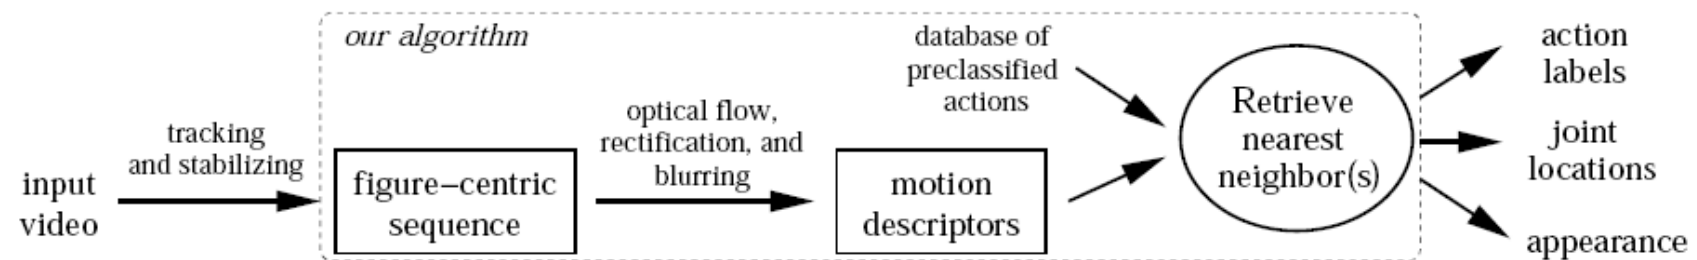 our algorithm
input
video
tracking
and stabilizing
figure−centric
sequence
optical flow,
rectification, and
blurring
motion
descriptors
database of
preclassified
actions
Retrieve
nearest
neighbor(s)
action
labels
joint
locations
appearance